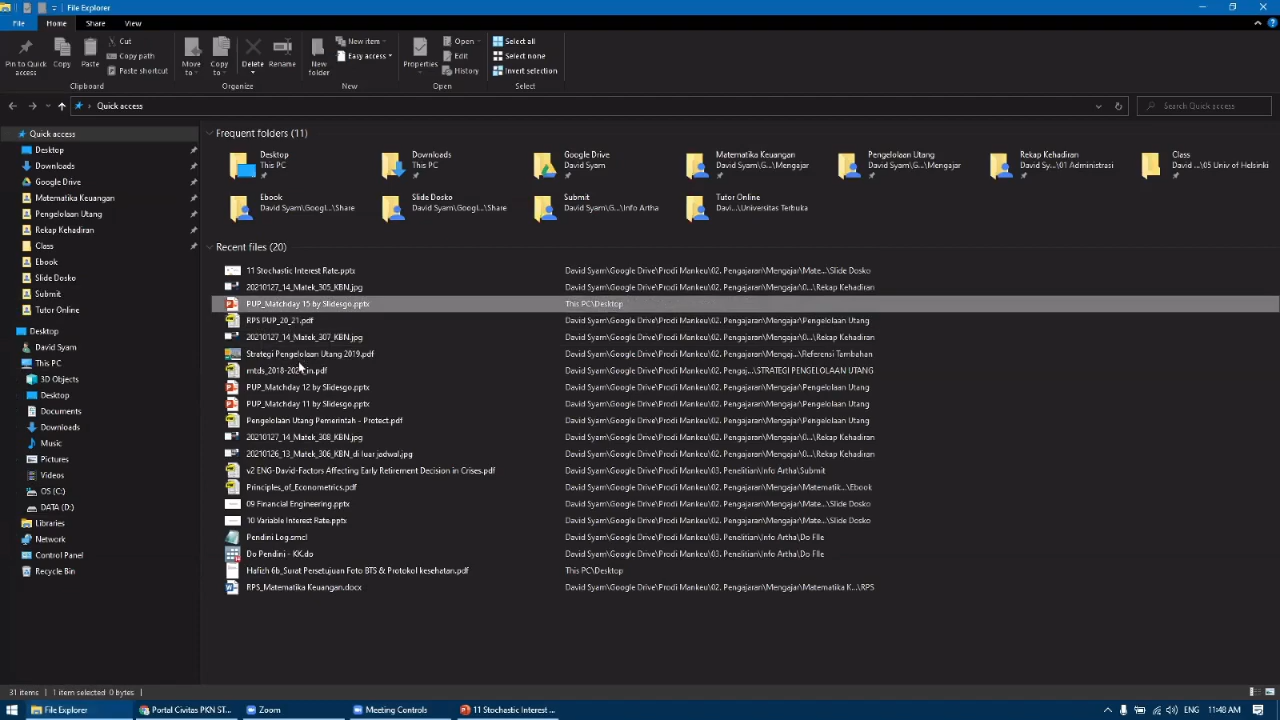 File Explorer
File Home Share View
Pin to Quick access
Copy
Paste
Cut
Copy path
Paste shortcut
Clipboard
Move to
Copy to
Delete
Rename
Organize
New folder
New item
Easy access
New
Properties
Open
Edit
History
Open
Select all
Select none
Invert selection
Select
Quick access
Search Quick access
Quick access
Desktop
Downloads
Google Drive
Matematika Keuangan
Pengelolaan Utang
Rekap Kehadiran
Class
Ebook
Slide Dosko
Submit
Tutor Online
Desktop
David Syam
This PC
3D Objects
Desktop
Documents
Downloads
Music
Pictures
Videos
OS (C:)
DATA (D:)
Libraries
Network
Control Panel
Recycle Bin
Frequent folders (11)
Desktop
This PC
Downloads
This PC
Google Drive
David Syam
Matematika Keuangan
David Syam\G...\Mengajar
Pengelolaan Utang
David Syam\G...\Mengajar
Rekap Kehadiran
David Sy...\01 Administrasi
Class
David ...\05 Univ of Helsinki
Ebook
David Syam\Googl...\Share
Slide Dosko
David Syam\Googl...\Share
Submit
David Syam\G...\Info Artha
Tutor Online
Davi...\Universitas Terbuka
Recent files (20)
11 Stochastic Interest Rate.pptx David Syam\Google Drive\Prodi Mankeu\02. Pengajaran\Mengajar\Mate...\Slide Dosko
20210127_14_Matek_305_KBN.jpg David Syam\Google Drive\Prodi Mankeu\02. Pengajaran\Mengajar\Rekap Kehadiran
PUP_Matchday 15 by Slidesgo.pptx This PC\Desktop
RPS PUP_20_21.pdf David Syam\Google Drive\Prodi Mankeu\02. Pengajaran\Mengajar\Pengelolaan Utang
20210127_14_Matek_307_KBN.jpg David Syam\Google Drive\Prodi Mankeu\02. Pengajaran\Mengajar\Rekap Kehadiran
Strategi Pengelolaan Utang 2019.pdf David Syam\Google Drive\Prodi Mankeu\02. Pengajaran\Mengaj...\Referensi Tambahan
David Syam\Google Drive\Prodi Mankeu\02. Pengaj...\STRATEGI PENGELOLAAN UTANG
PUP_Matchday 12 by Slidesgo.pptx David Syam\Google Drive\Prodi Mankeu\02. Pengajaran\Mengajar\Pengelolaan Utang
PUP_Matchday 11 by Slidesgo.pptx David Syam\Google Drive\Prodi Mankeu\02. Pengajaran\Mengajar\Pengelolaan Utang
Pengelolaan Utang Pemerintah - Protect.pdf David Syam\Google Drive\Prodi Mankeu\02. Pengajaran\Mengajar\Pengelolaan Utang
20210127_14_Matek_308_KBN.jpg David Syam\Google Drive\Prodi Mankeu\02. Pengajaran\Mengajar\Rekap Kehadiran
20210126_13_Matek_306_KBN_di luar jadwal.jpg David Syam\Google Drive\Prodi Mankeu\02. Pengajaran\Mengajar\Rekap Kehadiran
v2 ENG-David-Factors Affecting Early Retirement Decision in Crises.pdf David Syam\Google Drive\Prodi Mankeu\03. Penelitian\Info Artha\Submit
Principles_of_Econometrics.pdf David Syam\Google Drive\Prodi Mankeu\02. Pengajaran\Mengajar\Matematik...\Ebook
09 Financial Engineering.pptx David Syam\Google Drive\Prodi Mankeu\02. Pengajaran\Mengajar\Mate...\Slide Dosko
10 Variable Interest Rate.pptx David Syam\Google Drive\Prodi Mankeu\02. Pengajaran\Mengajar\Mate...\Slide Dosko
Pendini Log.smcl David Syam\Google Drive\Prodi Mankeu\03. Penelitian\Info Artha\Do FIle
Do Pendini - KK.do David Syam\Google Drive\Prodi Mankeu\03. Penelitian\Info Artha\Do FIle
Hafizh 6b_Surat Persetujuan Foto BTS & Protokol kesehatan.pdf This PC\Desktop
RPS_Matematika Keuangan.docx David Syam\Google Drive\Prodi Mankeu\02. Pengajaran\Mengajar\Matematika K...\RPS
31 items 1 item selected 0 bytes
File Explorer Portal Civitas PKN ST... Zoom Meeting Controls 11 Stochastic Interest ... ENG 11:48 AM